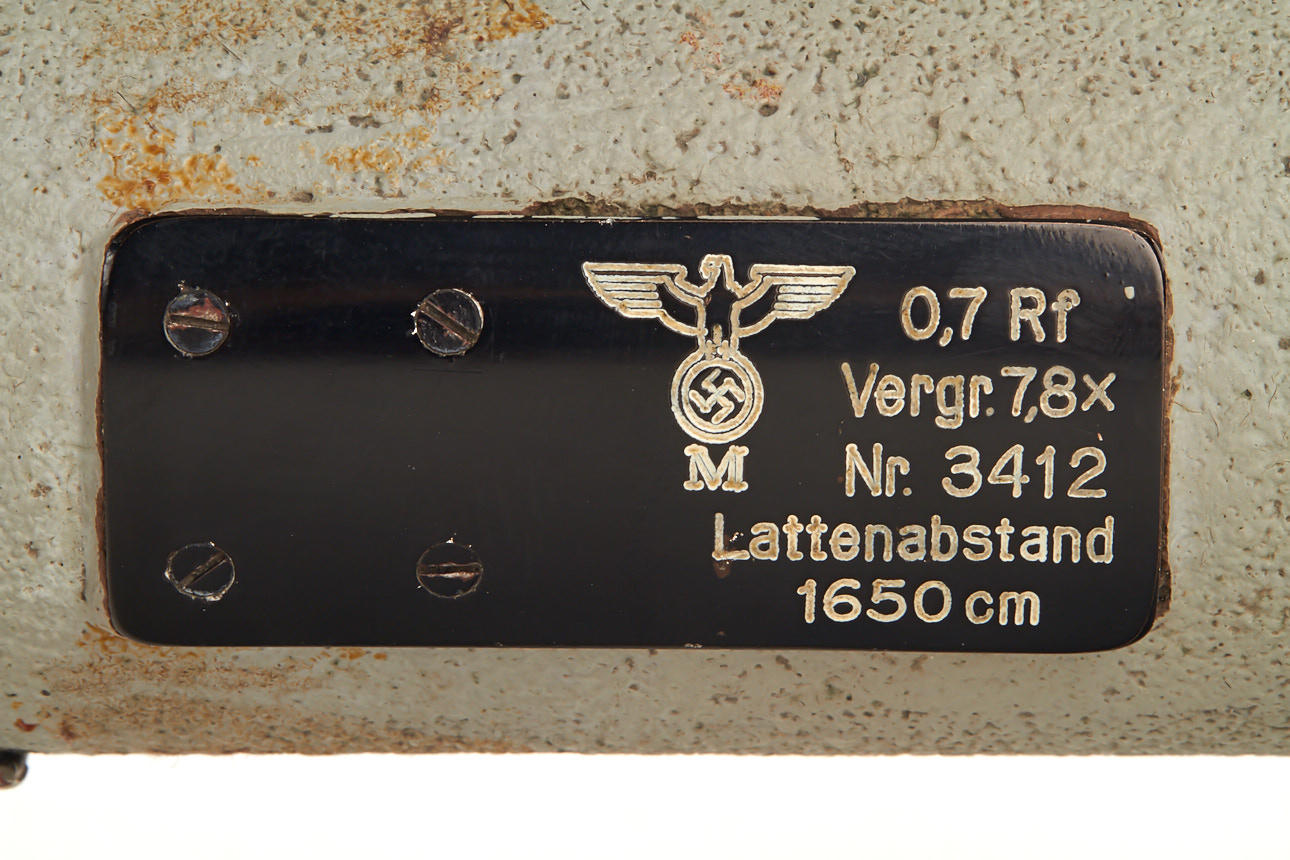 0,7 Rf
Vergr. 7,8x
M
Nr. 3412
Lattenabstand
1650 cm